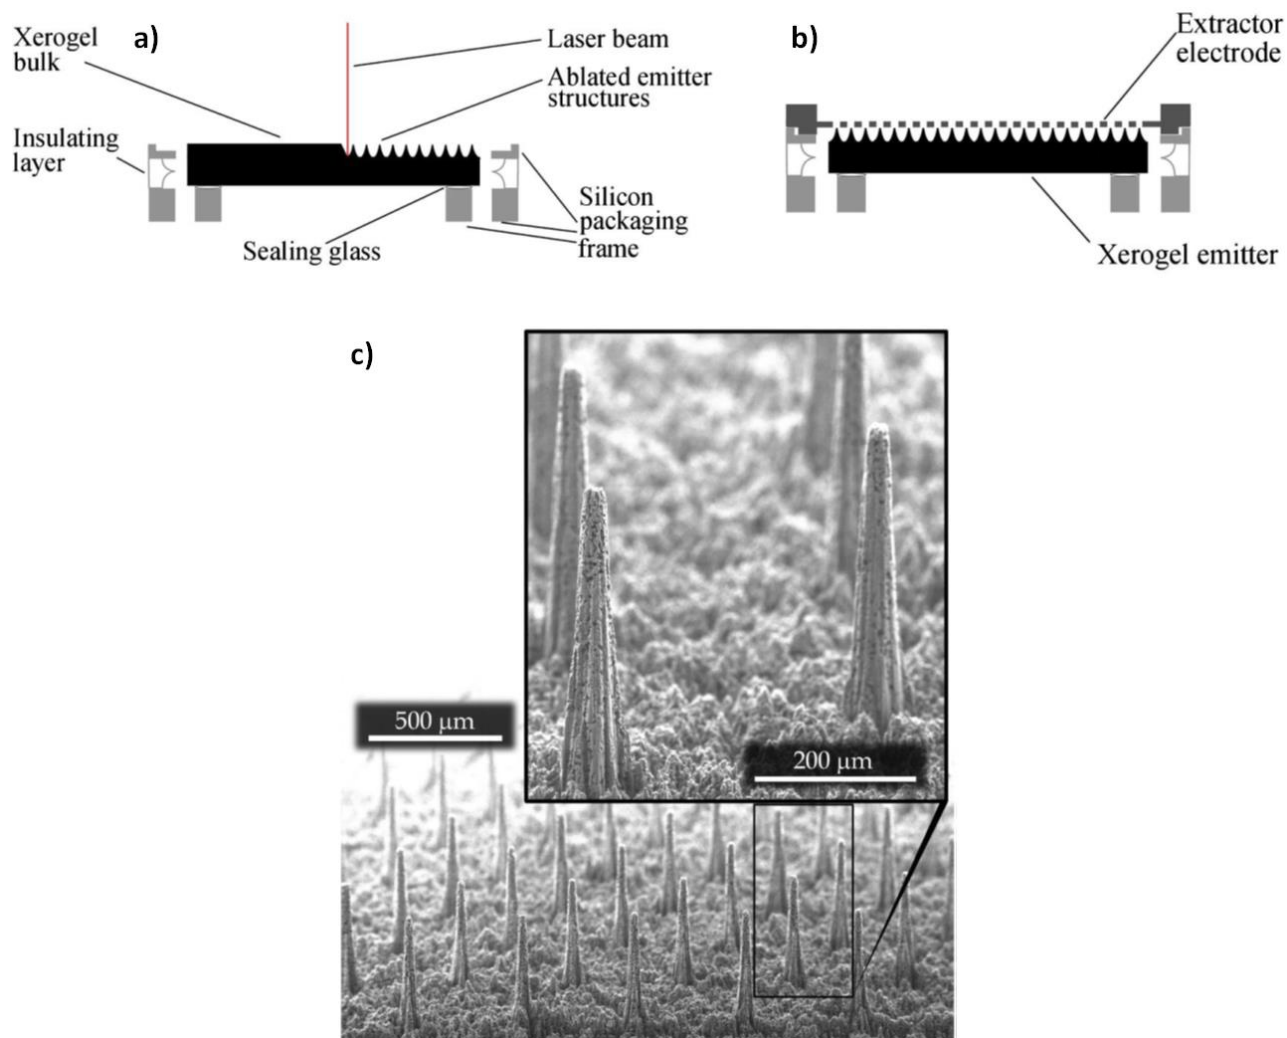 a)
Xerogel
bulk
Laser beam
Ablated emitter
structures
Insulating
layer
Silicon
packaging
frame
Sealing glass
b)
Extractor
electrode
Xerogel emitter
c)
500 μm
200 μm